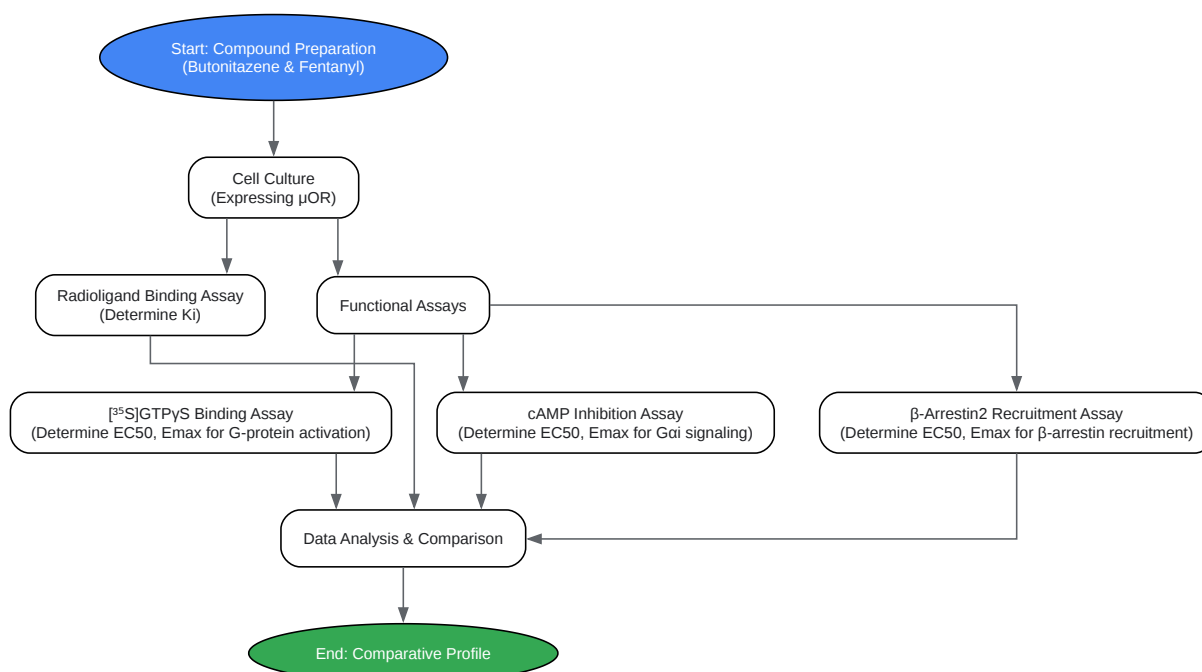 Start: Compound Preparation
(Butonitazene & Fentanyl)
Cell Culture
(Expressing μOR)
Radioligand Binding Assay
(Determine Ki)
Functional Assays
[³⁵S]GTPγS Binding Assay
(Determine EC50, Emax for G-protein activation)
cAMP Inhibition Assay
(Determine EC50, Emax for Gαi signaling)
β-Arrestin2 Recruitment Assay
(Determine EC50, Emax for β-arrestin recruitment)
Data Analysis & Comparison
End: Comparative Profile